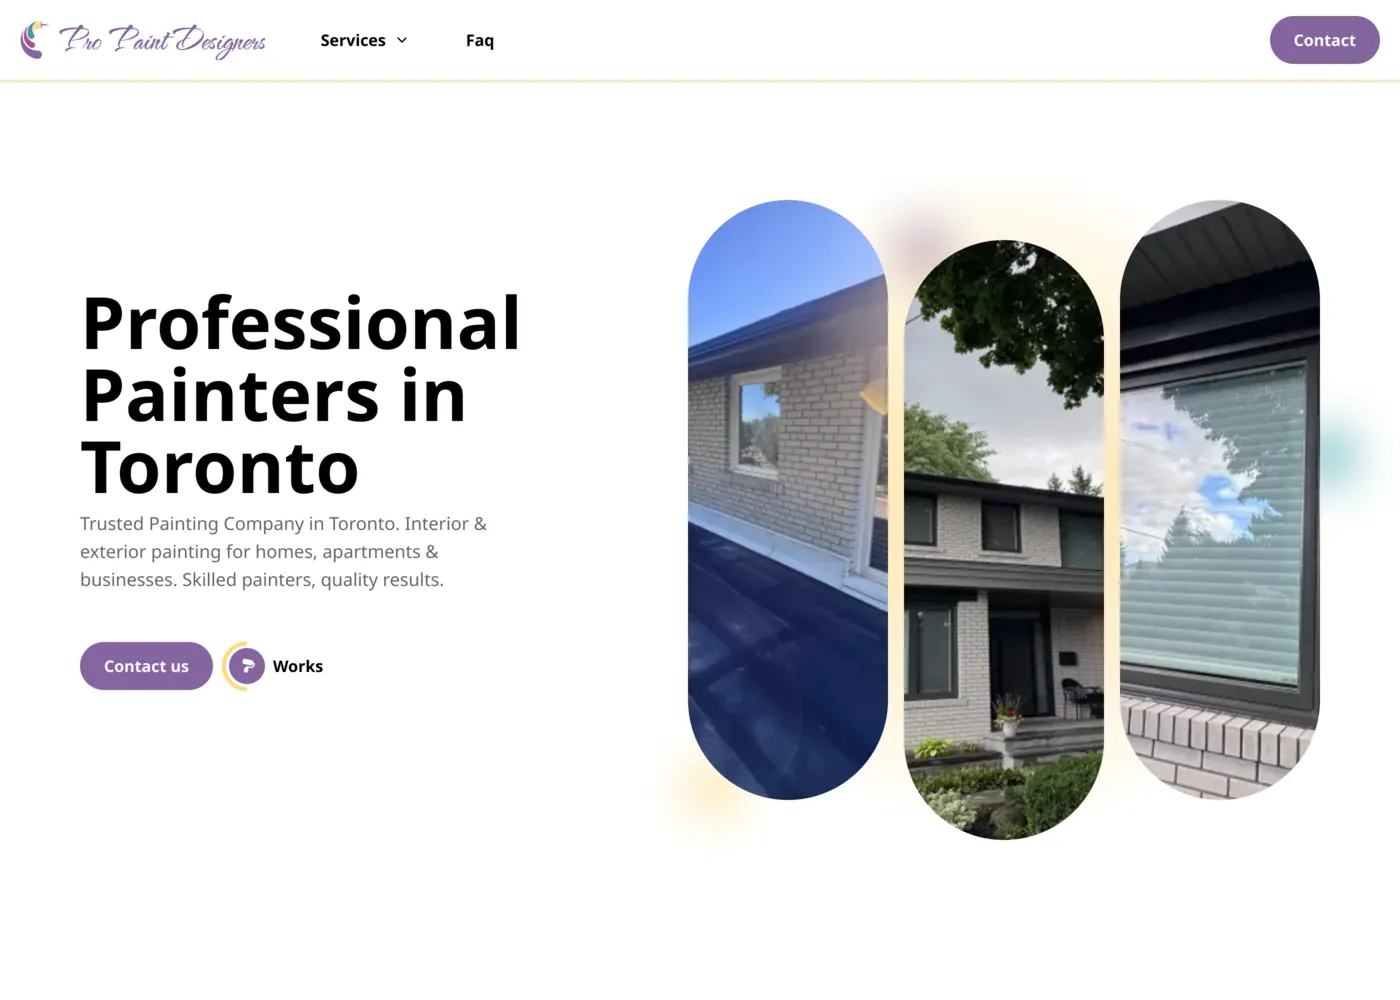 Pro Paint Designers
Services
Faq
Contact
Professional
Painters in
Toronto
Trusted Painting Company in Toronto. Interior &
exterior painting for homes, apartments &
businesses. Skilled painters, quality results.
Contact us
Works